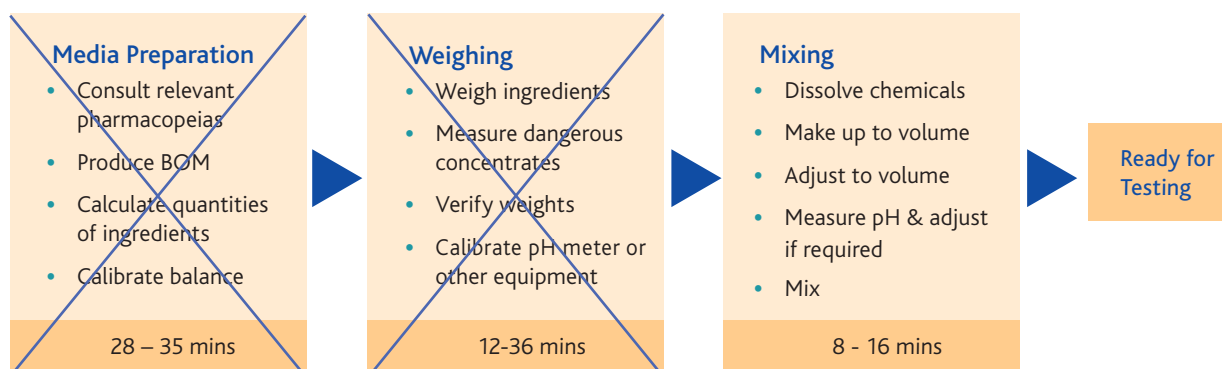 Media Preparation
• Consult relevant
pharmacopeias
• Produce BOM
• Calculate quantities
of ingredients
• Calibrate balance
28 – 35 mins
Weighing
• Weigh ingredients
• Measure dangerous
concentrates
• Verify weights
• Calibrate pH meter or
other equipment
12-36 mins
Mixing
• Dissolve chemicals
• Make up to volume
• Adjust to volume
• Measure pH & adjust
if required
• Mix
8 - 16 mins
Ready for
Testing